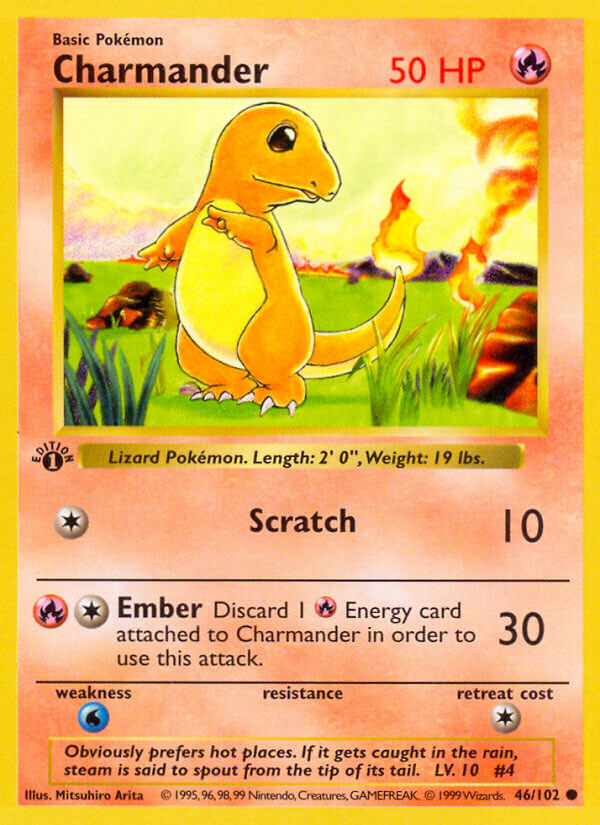 Basic Pokémon
Charmander 50 HP
EDITION
1
Lizard Pokémon. Length: 2' 0", Weight: 19 lbs.
Scratch 10
Ember Discard 1 Energy card
attached to Charmander in order to
use this attack.
30
weakness resistance retreat cost
Obviously prefers hot places. If it gets caught in the rain,
steam is said to spout from the tip of its tail. LV. 10 #4
Illus. Mitsuhiro Arita © 1995, 96, 98, 99 Nintendo, Creatures, GAMEFREAK. © 1999 Wizards. 46/102